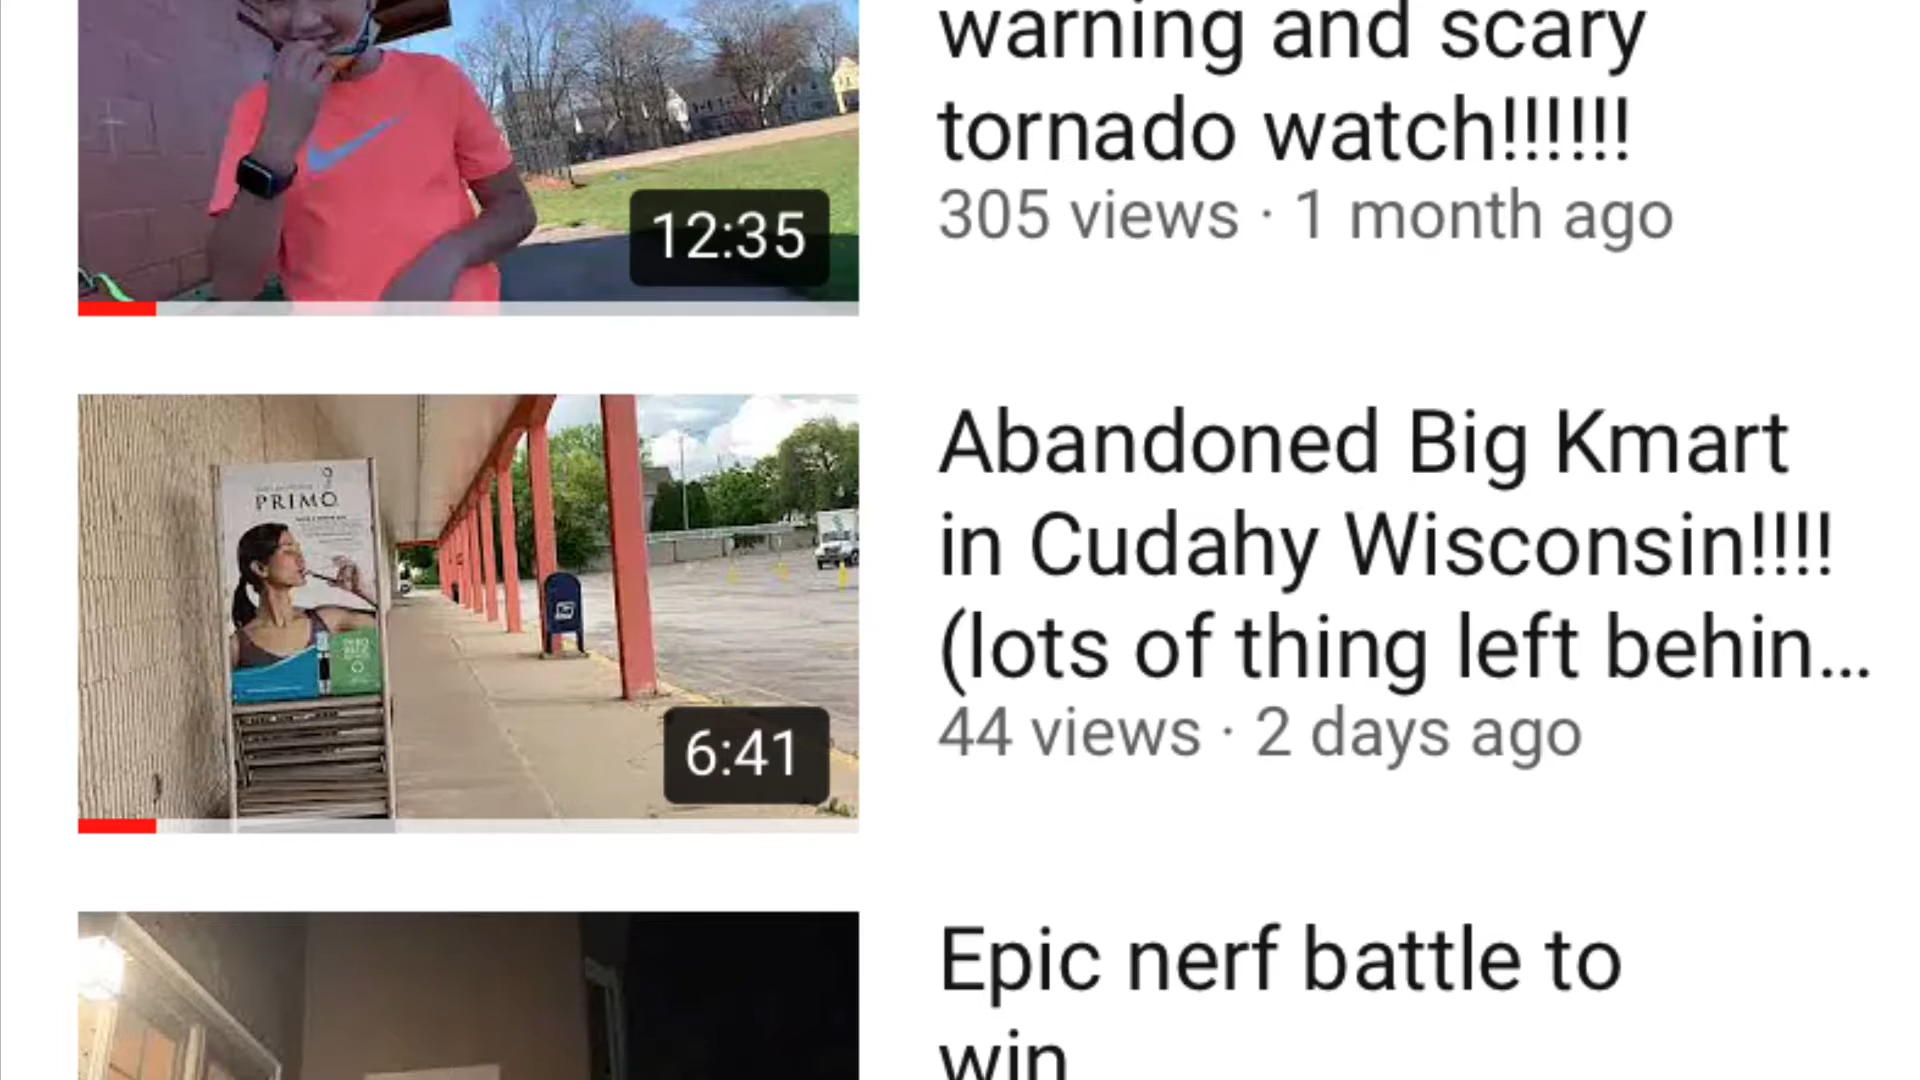 warning and scary
tornado watch!!!!!!
305 views · 1 month ago
12:35
PRIMO
Abandoned Big Kmart
in Cudahy Wisconsin!!!!
(lots of thing left behin...
44 views · 2 days ago
6:41
Epic nerf battle to
win